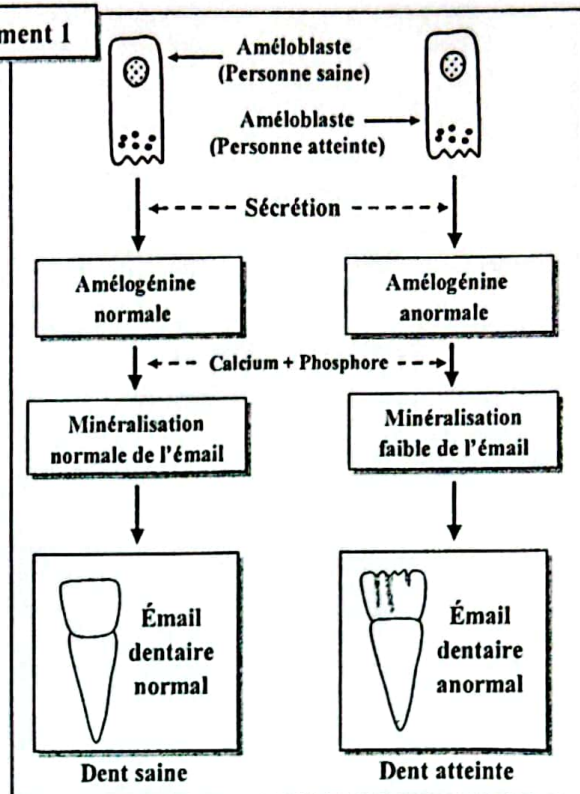 ment 1
Améloblaste
(Personne saine)
Améloblaste
(Personne atteinte)
Sécrétion
Amélogénine
normale
Amélogénine
anormale
Calcium + Phosphore
Minéralisation
normale de l'émail
Minéralisation
faible de l'émail
Émail
dentaire
normal
Émail
dentaire
anormal
Dent saine
Dent atteinte